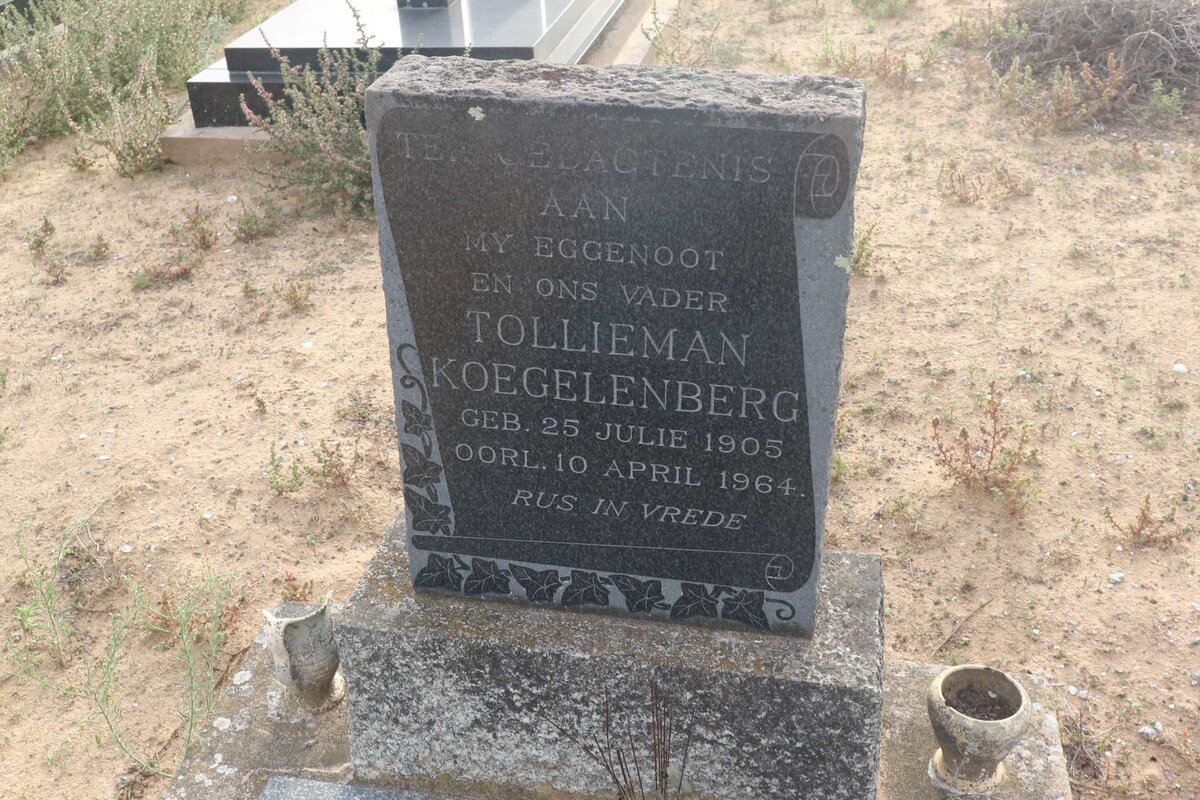 TER GEDAGTENIS
AAN
MY EGGENOOT
EN ONS VADER
TOLLIEMAN
KOEGELENBERG
GEB. 25 JULIE 1905
OORL. 10 APRIL 1964.
RUS IN VREDE